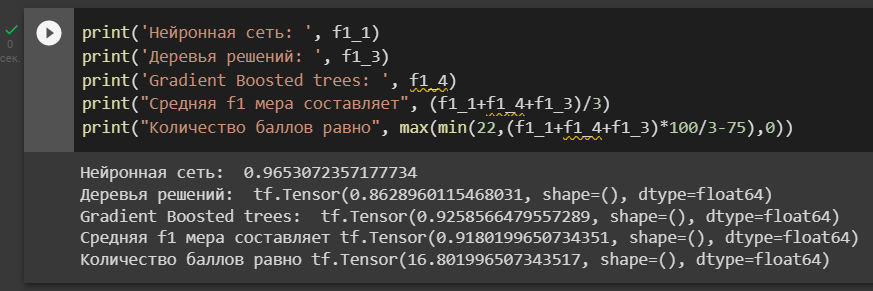 print('Нейронная сеть: ', f1_1)
print('Деревья решений: ', f1_3)
print('Gradient Boosted trees: ', f1_4)
print("Средняя f1 мера составляет", (f1_1+f1_4+f1_3)/3)
print("Количество баллов равно", max(min(22,(f1_1+f1_4+f1_3)*100/3-75),0))
0
сек.
Нейронная сеть:  0.9653072357177734
Деревья решений:  tf.Tensor(0.8628960115468031, shape=(), dtype=float64)
Gradient Boosted trees:  tf.Tensor(0.9258566479557289, shape=(), dtype=float64)
Средняя f1 мера составляет tf.Tensor(0.9180199650734351, shape=(), dtype=float64)
Количество баллов равно tf.Tensor(16.801996507343517, shape=(), dtype=float64)